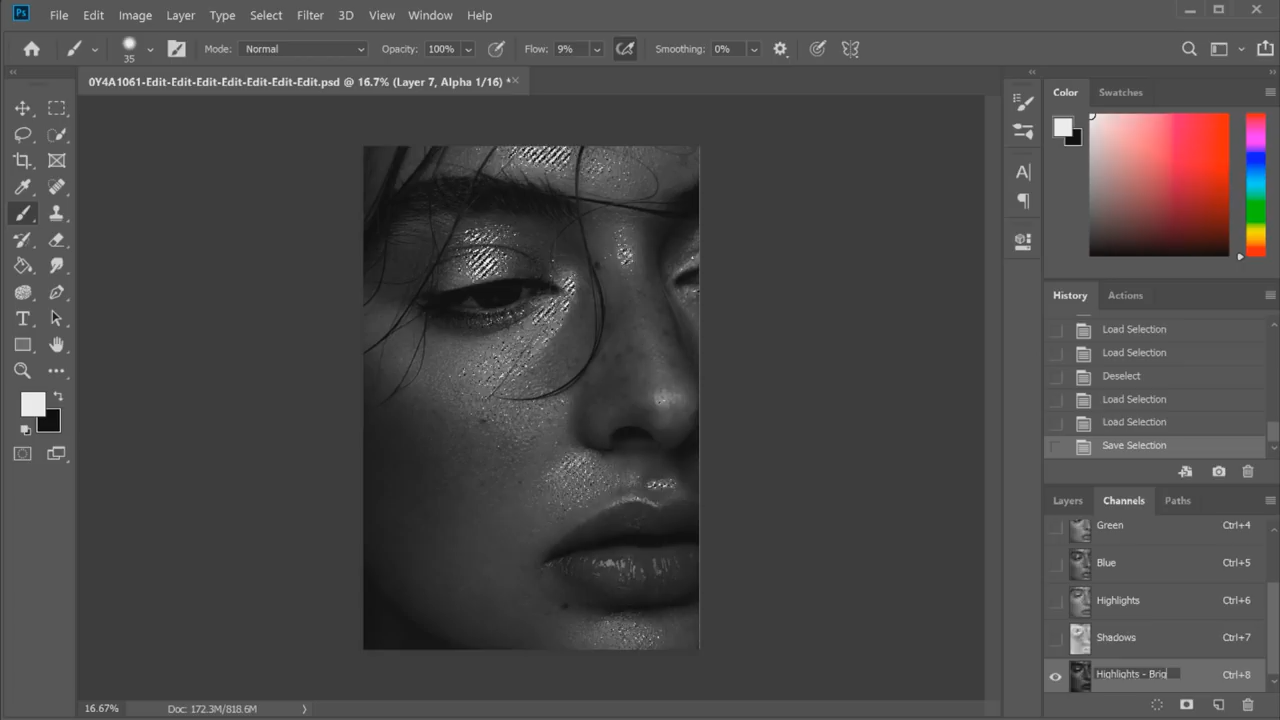 Ps File Edit Image Layer Type Select Filter 3D View Window Help
35 Mode: Normal Opacity: 100% Flow: 9% Smoothing: 0%
0Y4A1061-Edit-Edit-Edit-Edit-Edit-Edit-Edit.psd @ 16.7% (Layer 7, Alpha 1/16) *
Color Swatches
History Actions
Load Selection
Load Selection
Deselect
Load Selection
Load Selection
Save Selection
Layers Channels Paths
Green Ctrl+4
Blue Ctrl+5
Highlights Ctrl+6
Shadows Ctrl+7
Highlights - Brig Ctrl+8
16.67% Doc: 172.3M/818.6M